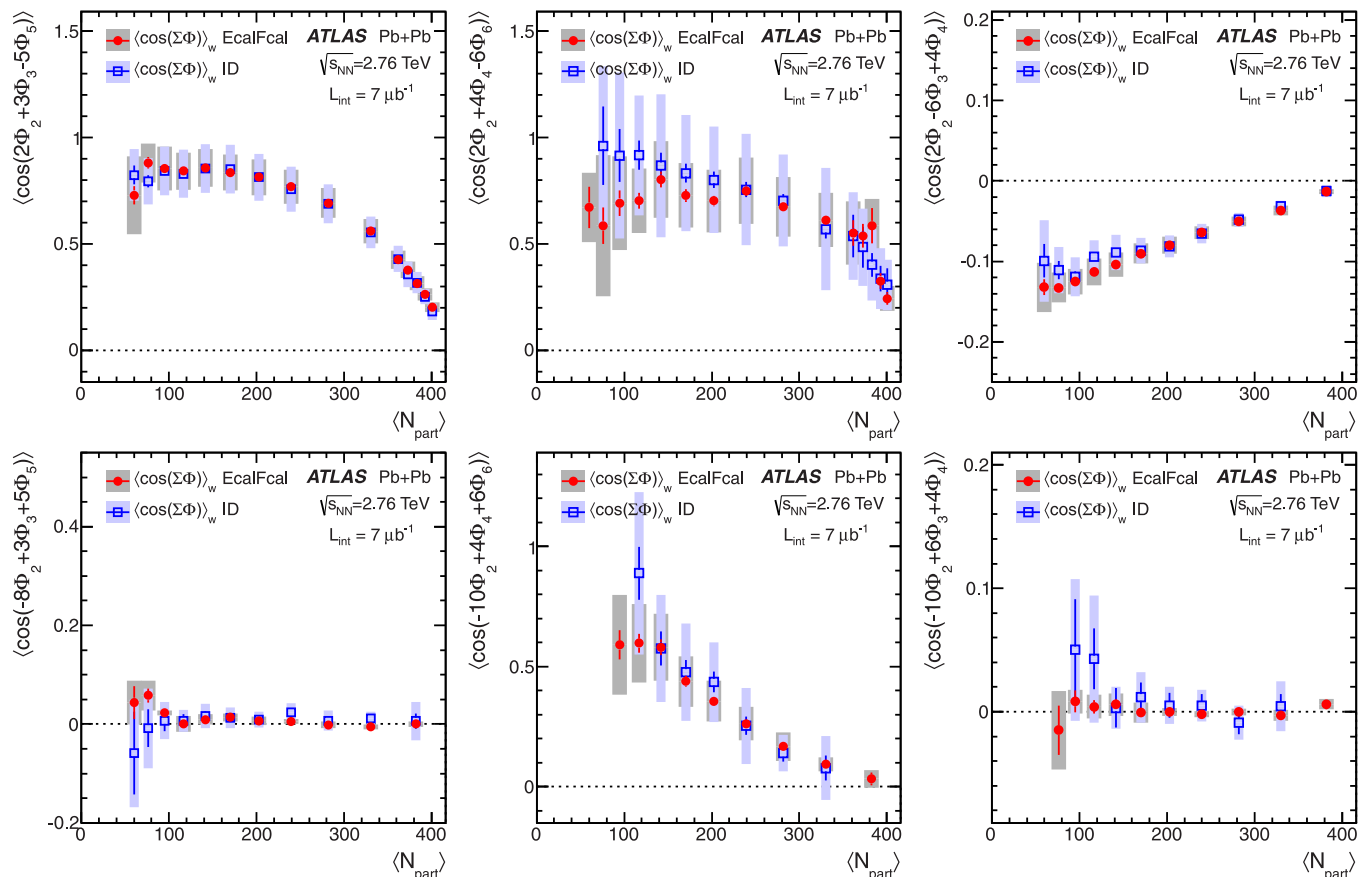 ⟨cos(2Φ₂+3Φ₃-5Φ₅)⟩
1.5
1
0.5
0
⟨cos(ΣΦ)⟩w EcalFcal
⟨cos(ΣΦ)⟩w ID
ATLAS Pb+Pb
√sNN=2.76 TeV
Lint = 7 μb⁻¹
0 100 200 300 400
⟨Npart⟩
⟨cos(2Φ₂+4Φ₄-6Φ₆)⟩
1.5
1
0.5
0
⟨cos(ΣΦ)⟩w EcalFcal
⟨cos(ΣΦ)⟩w ID
ATLAS Pb+Pb
√sNN=2.76 TeV
Lint = 7 μb⁻¹
0 100 200 300 400
⟨Npart⟩
⟨cos(2Φ₂-6Φ₃+4Φ₄)⟩
0.2
0.1
0
-0.1
-0.2
⟨cos(ΣΦ)⟩w EcalFcal
⟨cos(ΣΦ)⟩w ID
ATLAS Pb+Pb
√sNN=2.76 TeV
Lint = 7 μb⁻¹
0 100 200 300 400
⟨Npart⟩
⟨cos(-8Φ₂+3Φ₃+5Φ₅)⟩
0.4
0.2
0
-0.2
⟨cos(ΣΦ)⟩w EcalFcal
⟨cos(ΣΦ)⟩w ID
ATLAS Pb+Pb
√sNN=2.76 TeV
Lint = 7 μb⁻¹
0 100 200 300 400
⟨Npart⟩
⟨cos(-10Φ₂+4Φ₄+6Φ₆)⟩
1
0.5
0
⟨cos(ΣΦ)⟩w EcalFcal
⟨cos(ΣΦ)⟩w ID
ATLAS Pb+Pb
√sNN=2.76 TeV
Lint = 7 μb⁻¹
0 100 200 300 400
⟨Npart⟩
⟨cos(-10Φ₂+6Φ₃+4Φ₄)⟩
0.2
0.1
0
⟨cos(ΣΦ)⟩w EcalFcal
⟨cos(ΣΦ)⟩w ID
ATLAS Pb+Pb
√sNN=2.76 TeV
Lint = 7 μb⁻¹
0 100 200 300 400
⟨Npart⟩